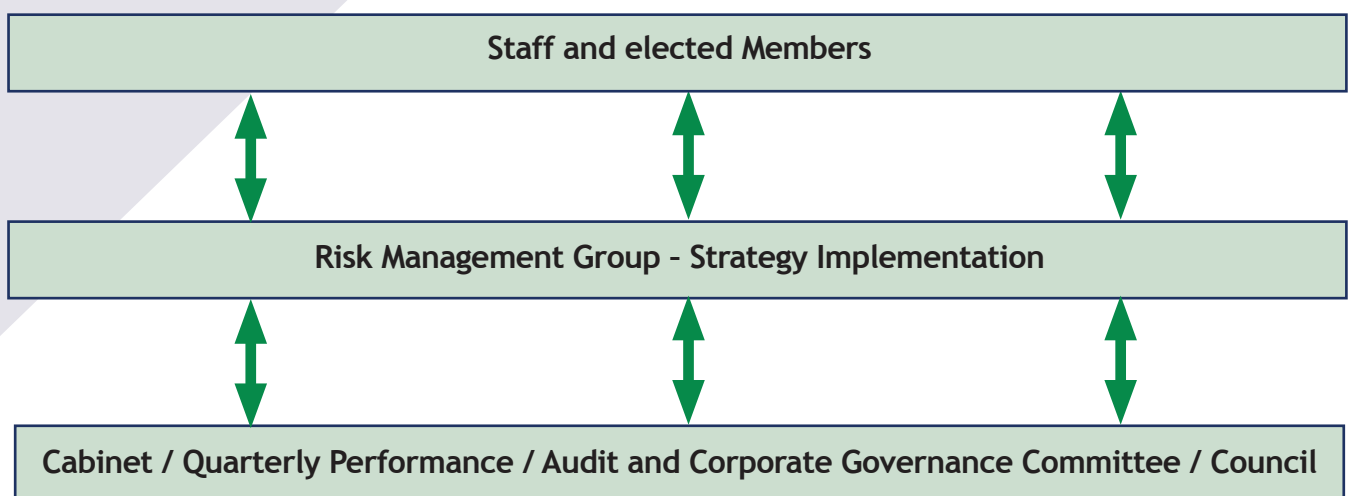 Staff and elected Members
Risk Management Group – Strategy Implementation
Cabinet / Quarterly Performance / Audit and Corporate Governance Committee / Council